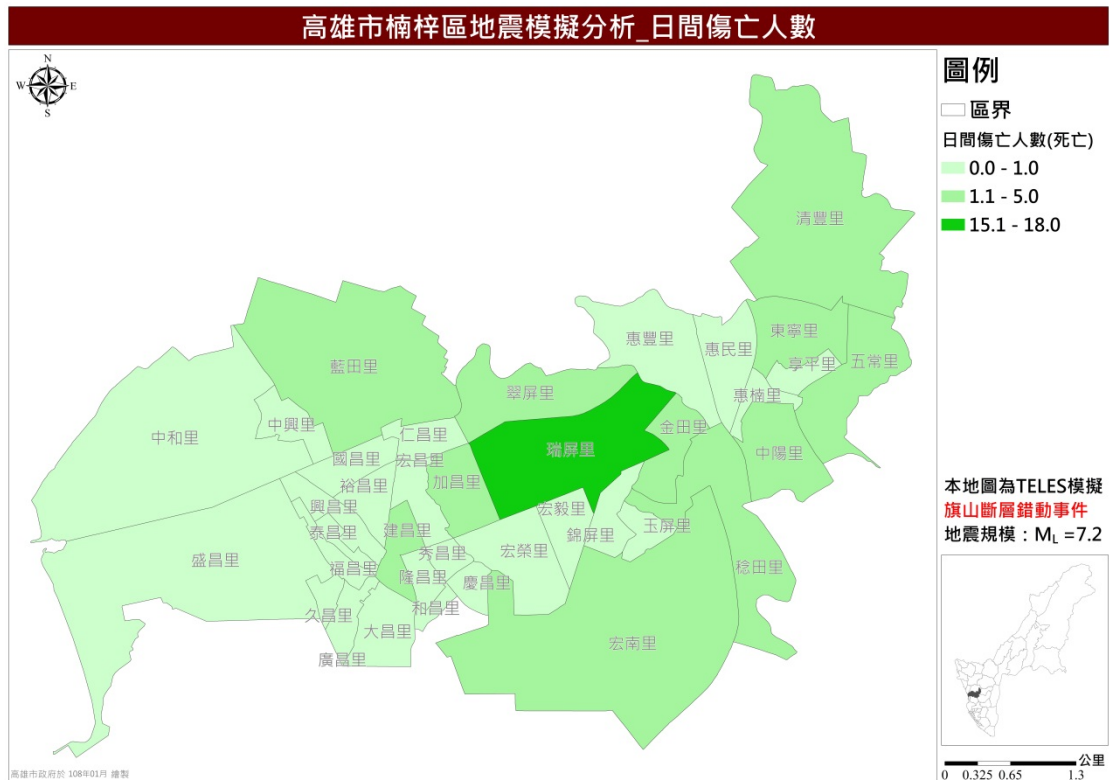 高雄市楠梓區地震模擬分析_日間傷亡人數
N
W E
S
圖例
區界
日間傷亡人數(死亡)
0.0 - 1.0
1.1 - 5.0
15.1 - 18.0
清豐里
惠豐里
惠民里
東寧里
享平里
五常里
藍田里
翠屏里
惠楠里
中興里
仁昌里
金田里
中和里
瑞屏里
中陽里
國昌里
宏昌里
裕昌里
加昌里
興昌里
宏毅里
泰昌里
建昌里
錦屏里
玉屏里
盛昌里
秀昌里
宏榮里
福昌里
隆昌里
慶昌里
稔田里
久昌里
和昌里
大昌里
宏南里
廣昌里
本地圖為TELES模擬
旗山斷層錯動事件
地震規模：ML =7.2
公里
0 0.325 0.65 1.3
高雄市政府於 108年01月 繪製